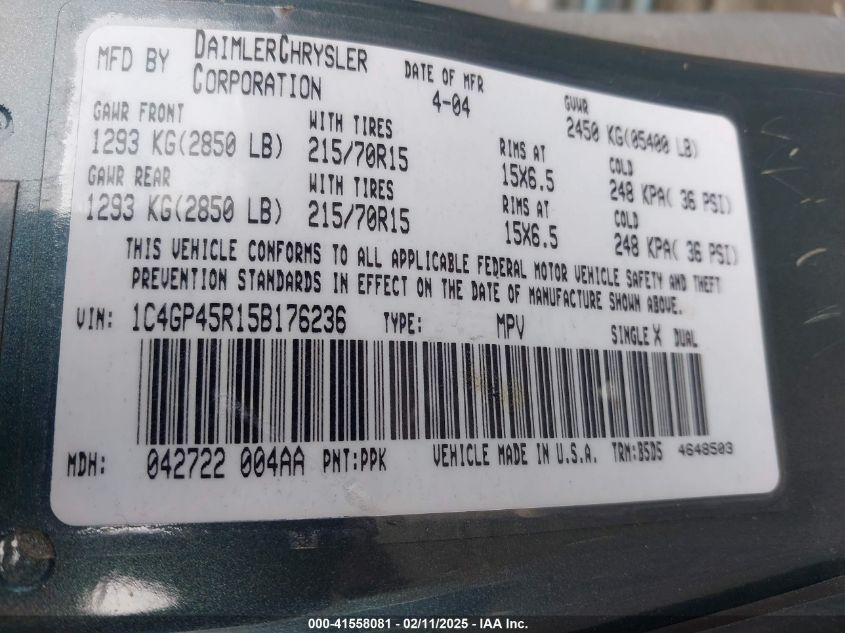 MFD BY DAIMLERCHRYSLER CORPORATION DATE OF MFR 4-04 GVWR 2450 KG(05400 LB)
GAWR FRONT WITH TIRES RIMS AT COLD
1293 KG(2850 LB) 215/70R15 15X6.5 248 KPA( 36 PSI)
GAWR REAR WITH TIRES RIMS AT COLD
1293 KG(2850 LB) 215/70R15 15X6.5 248 KPA( 36 PSI)
THIS VEHICLE CONFORMS TO ALL APPLICABLE FEDERAL MOTOR VEHICLE SAFETY AND THEFT
PREVENTION STANDARDS IN EFFECT ON THE DATE OF MANUFACTURE SHOWN ABOVE.
VIN: 1C4GP45R15B176236 TYPE: MPV SINGLE X DUAL
MDH: 042722 004AA PNT:PPK VEHICLE MADE IN U.S.A. TRM:B5D5 4648503
000-41558081 - 02/11/2025 - IAAI Inc.